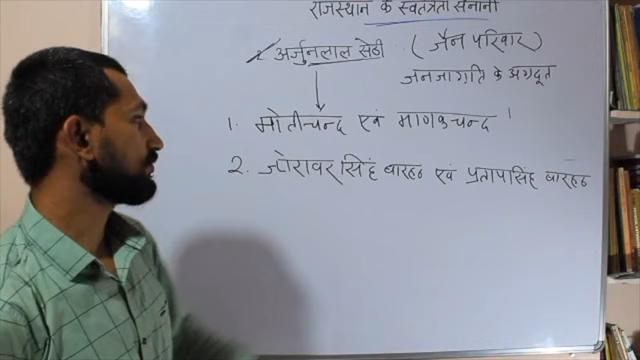 राजस्थान के स्वतंत्रता सेनानी
अर्जुनलाल सेठी (जैन परिवार)
जनजागृति के अग्रदूत
1. मोतीचन्द एवं माणकचन्द
2. जोरावर सिंह बारहठ एवं प्रतापसिंह बारहठ